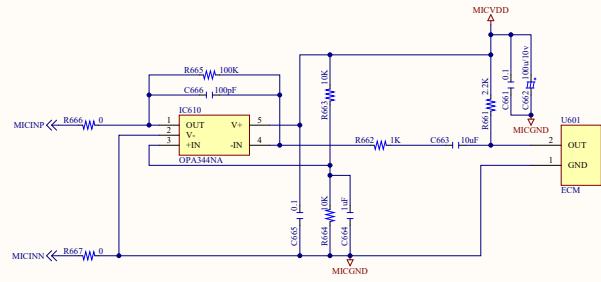 MICVDD
R665 100K
C666 100pF
IC610
1 OUT V+ 5
2 V-
3 +IN -IN 4
OPA344NA
MICINP R666 0
R663 10K
R661 2.2K
C661 0.1
C662 100u/10v
MICGND
U601
2 OUT
1 GND
ECM
R662 1K
C663 10uF
C665 0.1
R664 10K
C664 1uF
MICINN R667 0
MICGND